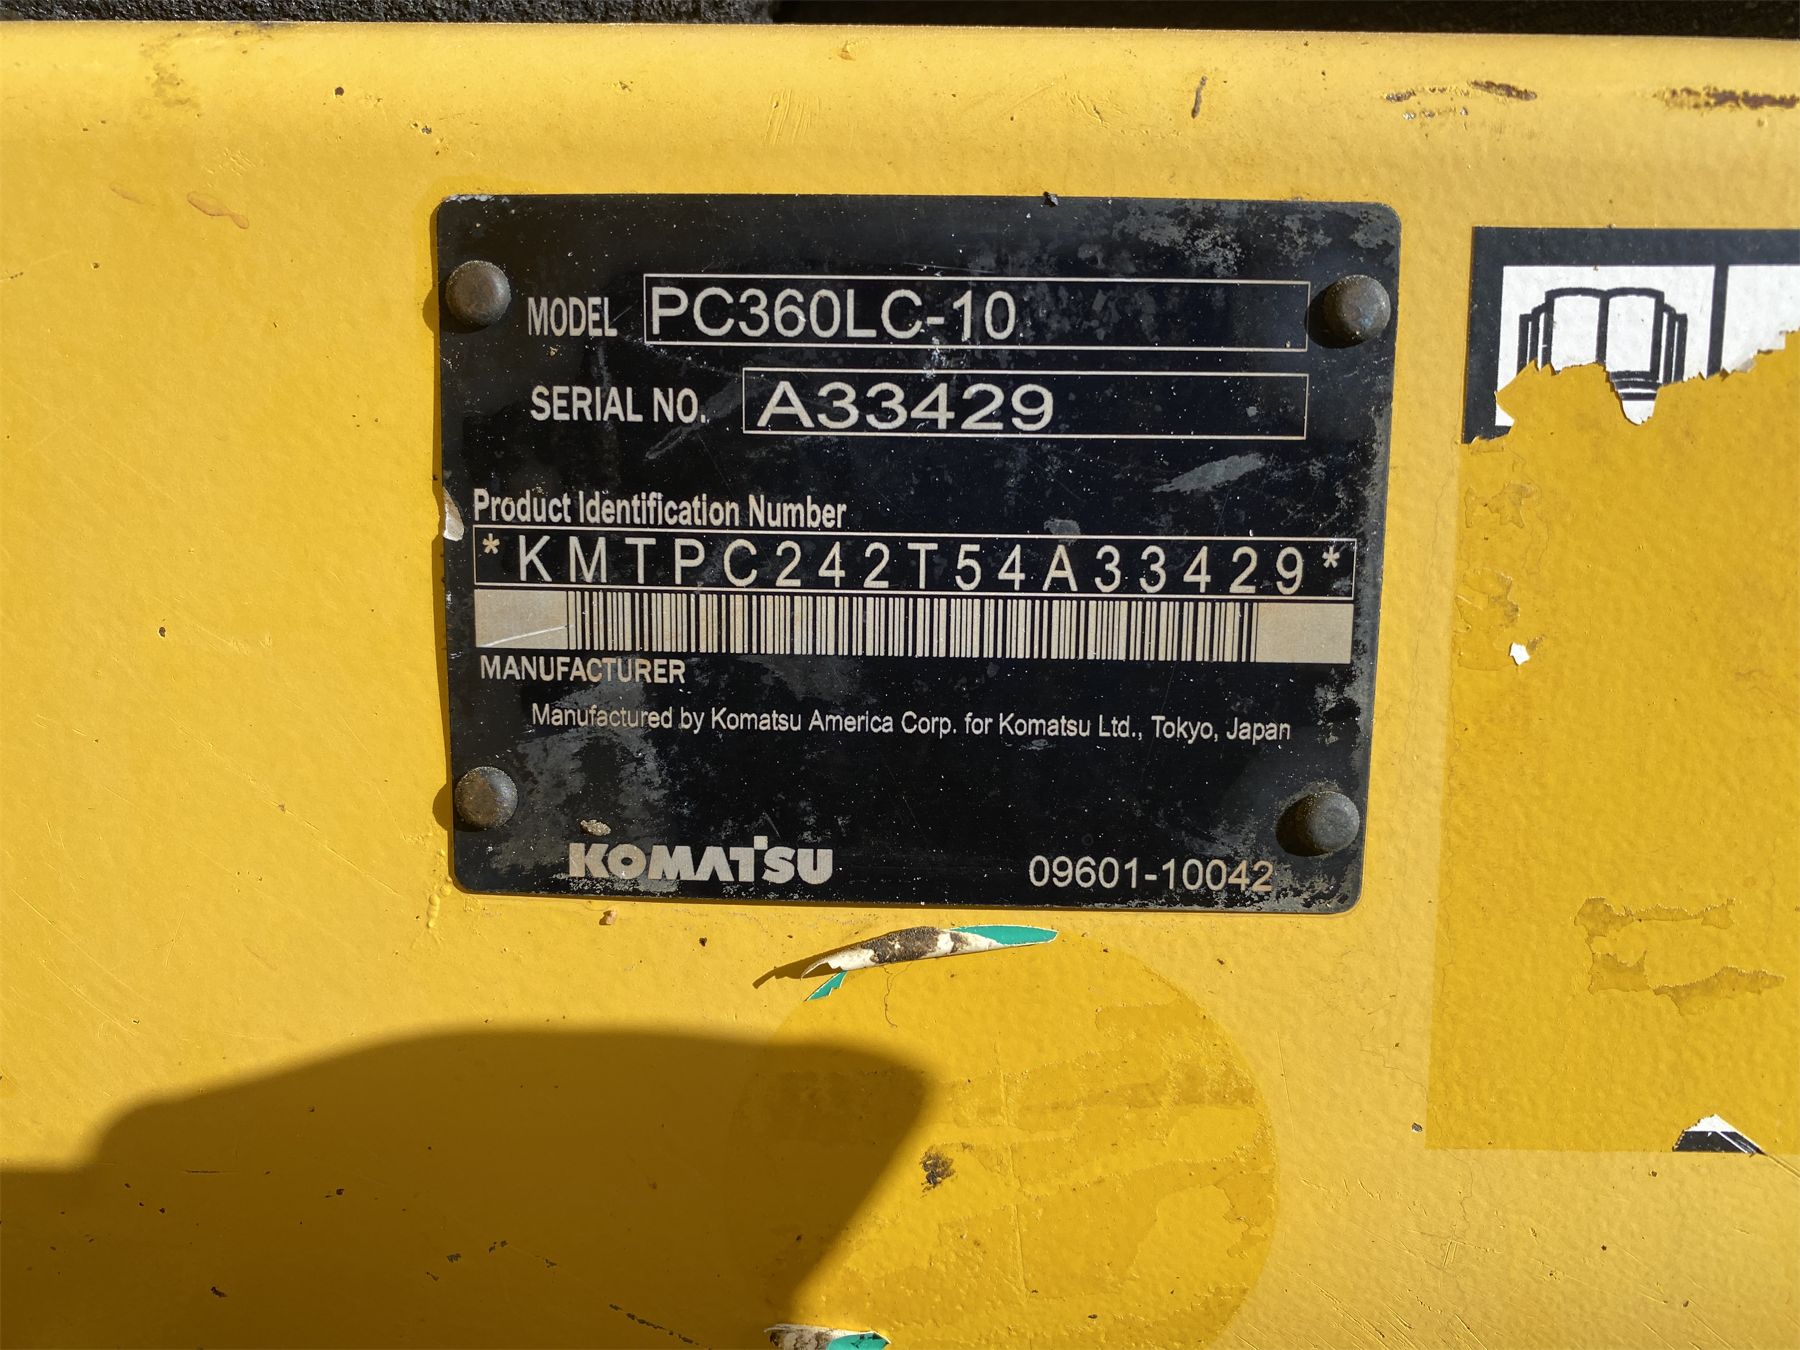 MODEL PC360LC-10
SERIAL NO. A33429
Product Identification Number
*KMTPC242T54A33429*
MANUFACTURER
Manufactured by Komatsu America Corp. for Komatsu Ltd., Tokyo, Japan
KOMATSU 09601-10042